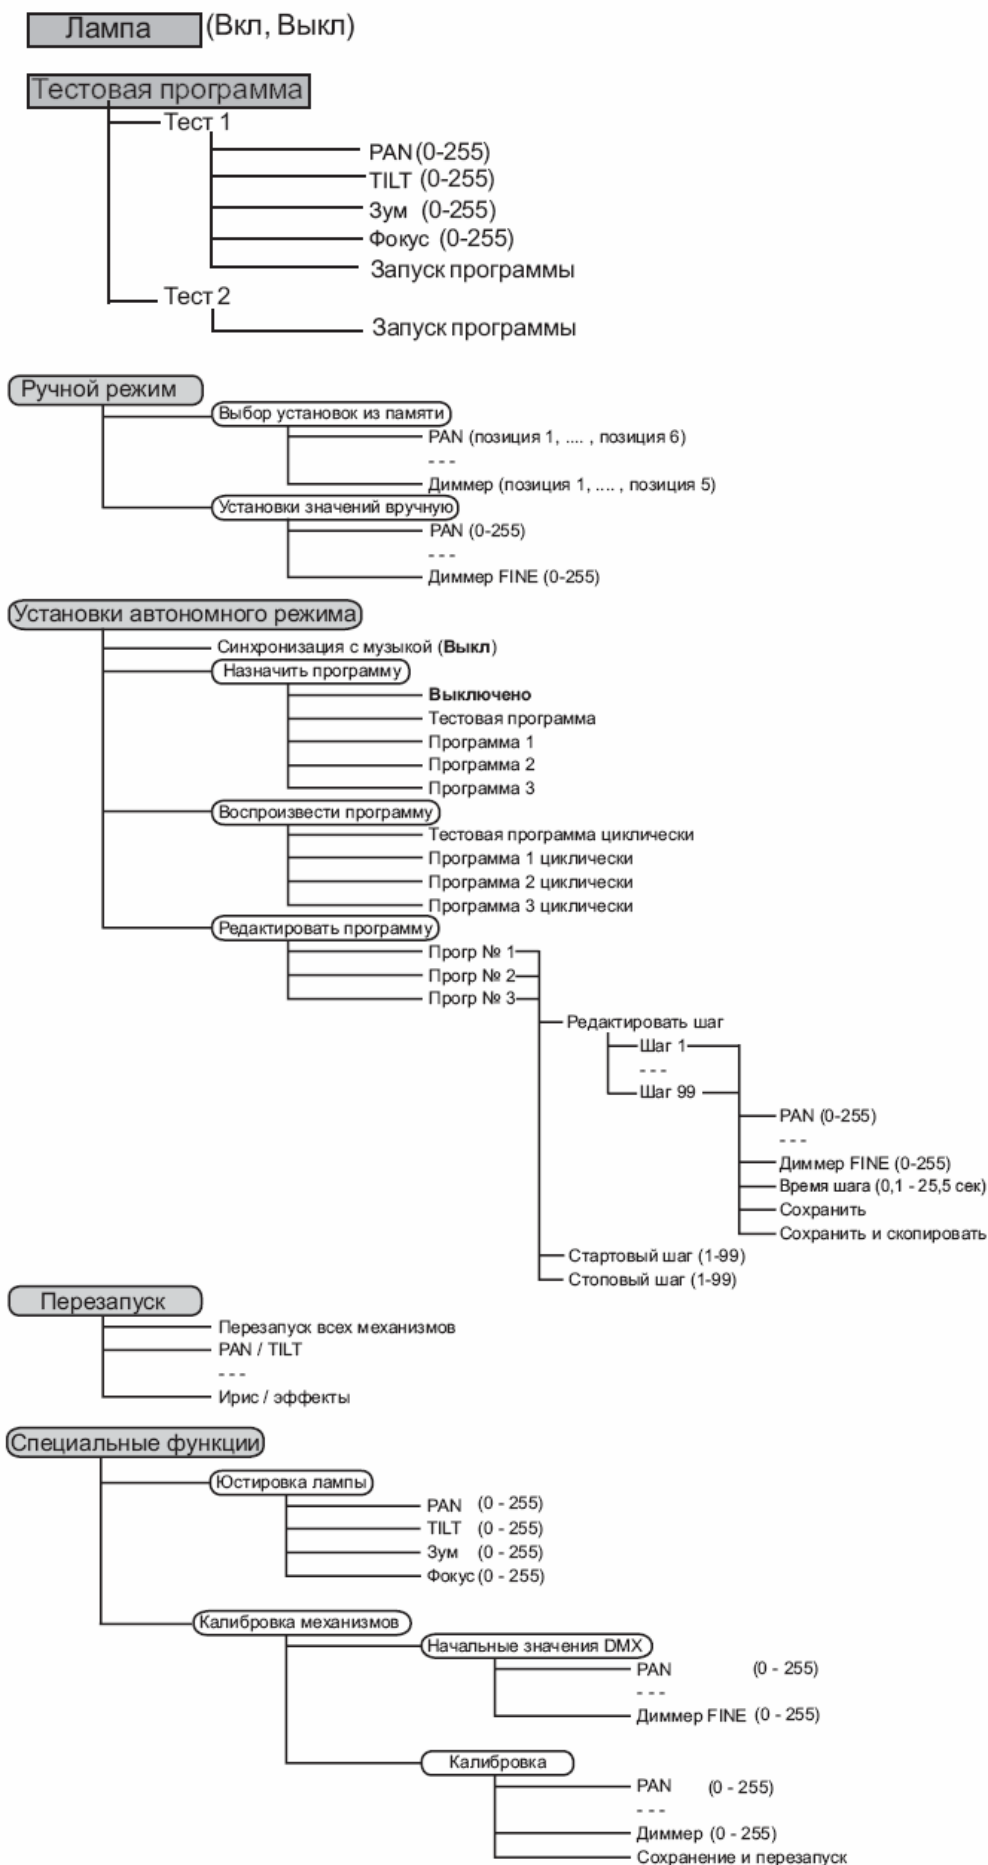 Лампа (Вкл, Выкл)
Тестовая программа
Тест 1
PAN (0-255)
TILT (0-255)
Зум (0-255)
Фокус (0-255)
Запуск программы
Тест 2
Запуск программы
Ручной режим
Выбор установок из памяти
PAN (позиция 1, .... , позиция 6)
- - -
Диммер (позиция 1, .... , позиция 5)
Установки значений вручную
PAN (0-255)
- - -
Диммер FINE (0-255)
Установки автономного режима
Синхронизация с музыкой (Выкл)
Назначить программу
Выключено
Тестовая программа
Программа 1
Программа 2
Программа 3
Воспроизвести программу
Тестовая программа циклически
Программа 1 циклически
Программа 2 циклически
Программа 3 циклически
Редактировать программу
Прогр № 1
Прогр № 2
Прогр № 3
Редактировать шаг
Шаг 1
- - -
Шаг 99
PAN (0-255)
- - -
Диммер FINE (0-255)
Время шага (0,1 - 25,5 сек)
Сохранить
Сохранить и скопировать
Стартовый шаг (1-99)
Стоповый шаг (1-99)
Перезапуск
Перезапуск всех механизмов
PAN / TILT
- - -
Ирис / эффекты
Специальные функции
Юстировка лампы
PAN (0 - 255)
TILT (0 - 255)
Зум (0 - 255)
Фокус (0 - 255)
Калибровка механизмов
Начальные значения DMX
PAN (0 - 255)
- - -
Диммер FINE (0 - 255)
Калибровка
PAN (0 - 255)
- - -
Диммер (0 - 255)
Сохранение и перезапуск